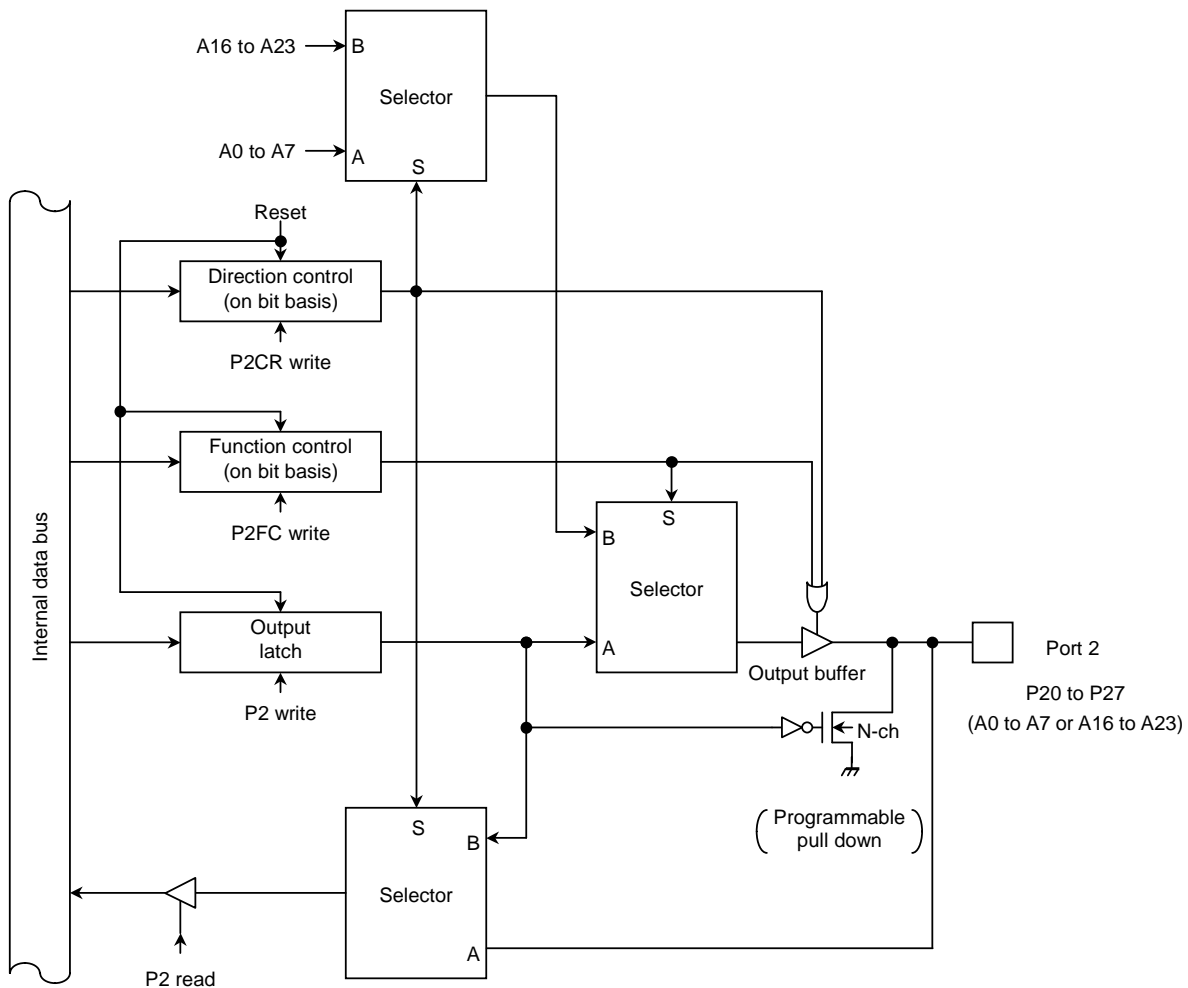 A16 to A23
B
Selector
A0 to A7
A
S
Reset
Direction control
(on bit basis)
P2CR write
Function control
(on bit basis)
P2FC write
S
B
Selector
A
Internal data bus
Output
latch
P2 write
Output buffer
Port 2
P20 to P27
(A0 to A7 or A16 to A23)
N-ch
(Programmable
pull down)
S
B
Selector
A
P2 read